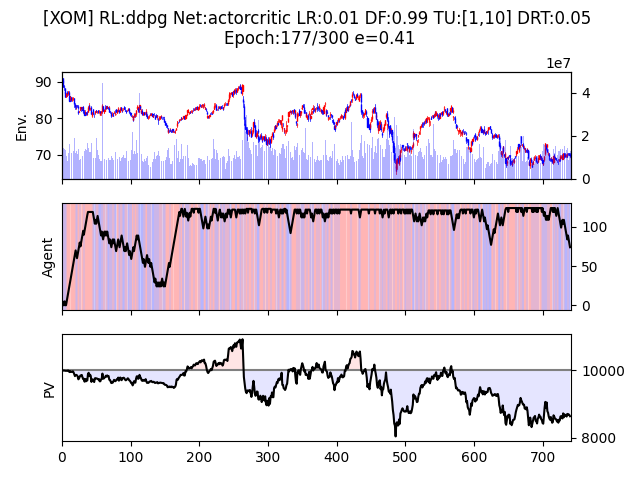 [XOM] RL:ddpg Net:actorcritic LR:0.01 DF:0.99 TU:[1,10] DRT:0.05
Epoch:177/300 e=0.41
1e7
90
80
70
Env.
4
2
0
Agent
100
50
0
PV
10000
8000
0 100 200 300 400 500 600 700